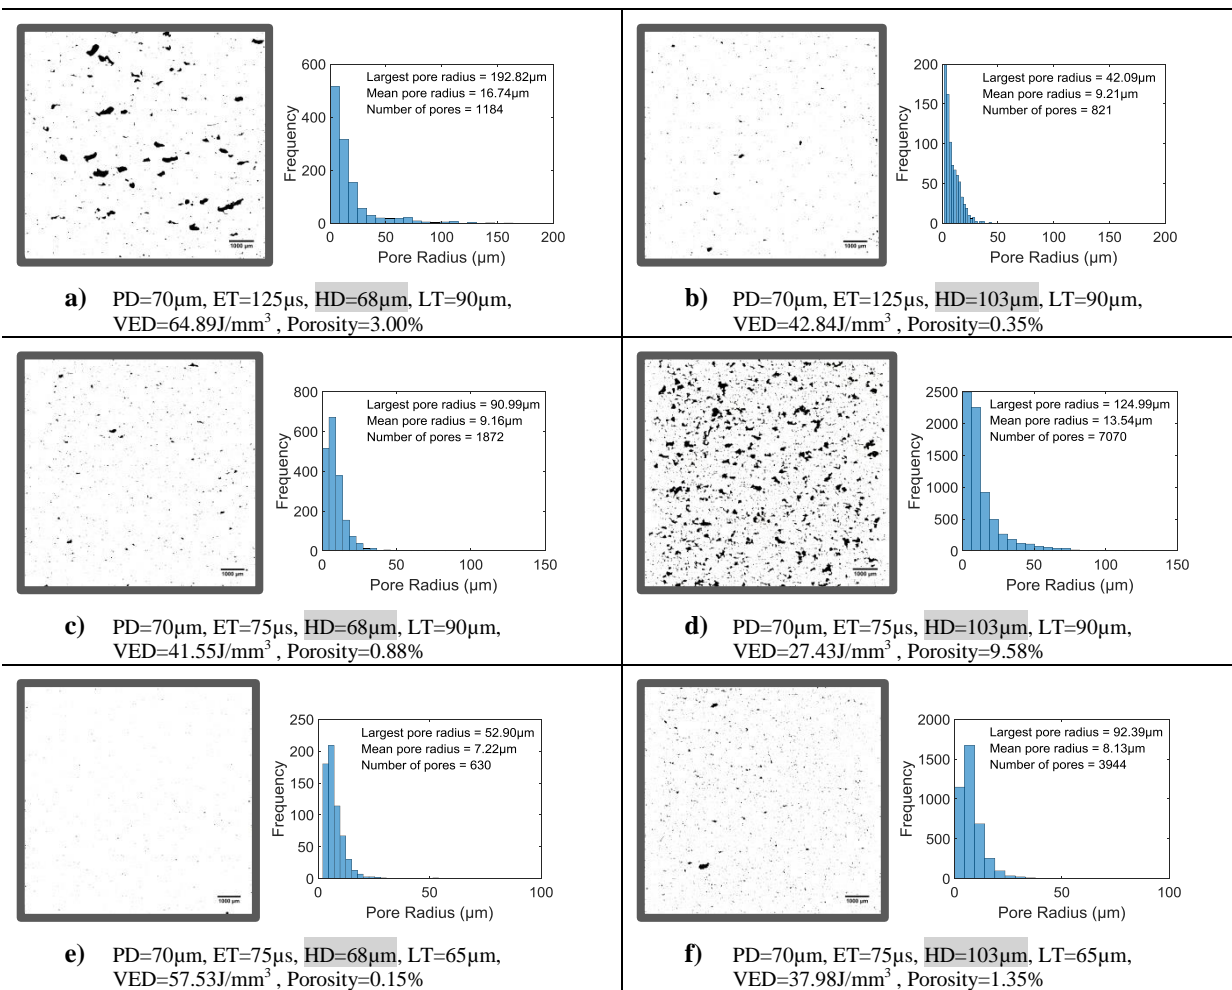 600
400
200
0
Frequency
Largest pore radius = 192.82µm
Mean pore radius = 16.74µm
Number of pores = 1184
0 50 100 150 200
Pore Radius (µm)
1000 µm
a) PD=70µm, ET=125µs, HD=68µm, LT=90µm,
VED=64.89J/mm³ , Porosity=3.00%
200
150
100
50
0
Frequency
Largest pore radius = 42.09µm
Mean pore radius = 9.21µm
Number of pores = 821
0 50 100 150 200
Pore Radius (µm)
1000 µm
b) PD=70µm, ET=125µs, HD=103µm, LT=90µm,
VED=42.84J/mm³ , Porosity=0.35%
800
600
400
200
0
Frequency
Largest pore radius = 90.99µm
Mean pore radius = 9.16µm
Number of pores = 1872
0 50 100 150
Pore Radius (µm)
1000 µm
c) PD=70µm, ET=75µs, HD=68µm, LT=90µm,
VED=41.55J/mm³ , Porosity=0.88%
2500
2000
1500
1000
500
0
Frequency
Largest pore radius = 124.99µm
Mean pore radius = 13.54µm
Number of pores = 7070
0 50 100 150
Pore Radius (µm)
1000 µm
d) PD=70µm, ET=75µs, HD=103µm, LT=90µm,
VED=27.43J/mm³ , Porosity=9.58%
250
200
150
100
50
0
Frequency
Largest pore radius = 52.90µm
Mean pore radius = 7.22µm
Number of pores = 630
0 50 100
Pore Radius (µm)
1000 µm
e) PD=70µm, ET=75µs, HD=68µm, LT=65µm,
VED=57.53J/mm³ , Porosity=0.15%
2000
1500
1000
500
0
Frequency
Largest pore radius = 92.39µm
Mean pore radius = 8.13µm
Number of pores = 3944
0 50 100
Pore Radius (µm)
1000 µm
f) PD=70µm, ET=75µs, HD=103µm, LT=65µm,
VED=37.98J/mm³ , Porosity=1.35%